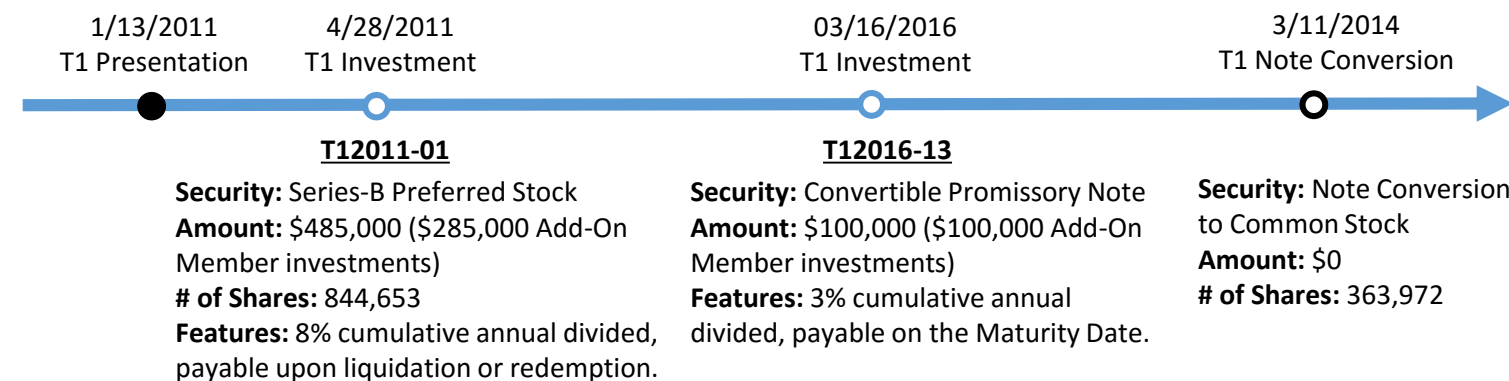 1/13/2011
T1 Presentation
4/28/2011
T1 Investment
03/16/2016
T1 Investment
3/11/2014
T1 Note Conversion
T12011-01
Security: Series-B Preferred Stock
Amount: $485,000 ($285,000 Add-On
Member investments)
# of Shares: 844,653
Features: 8% cumulative annual divided,
payable upon liquidation or redemption.
T12016-13
Security: Convertible Promissory Note
Amount: $100,000 ($100,000 Add-On
Member investments)
Features: 3% cumulative annual
divided, payable on the Maturity Date.
Security: Note Conversion
to Common Stock
Amount: $0
# of Shares: 363,972